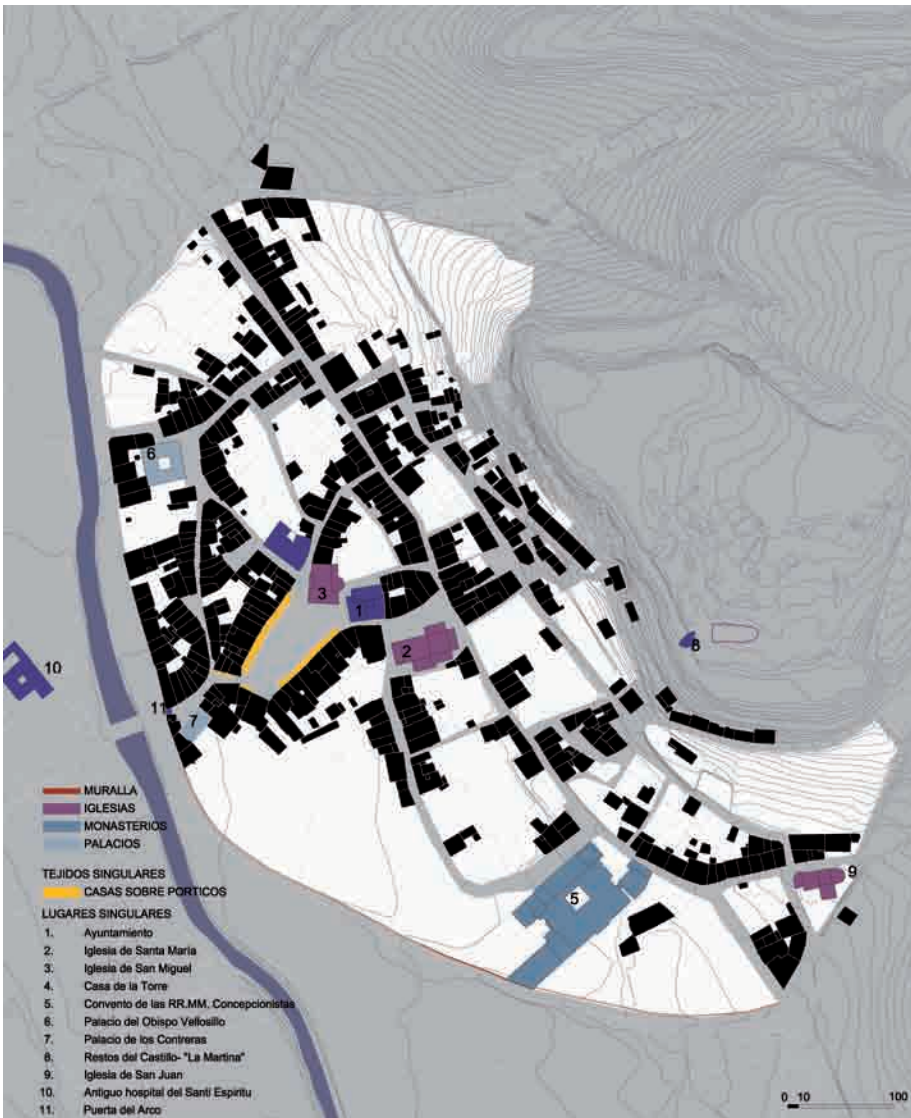 6
3
1
2
8
10
11
7
9
5
MURALLA
IGLESIAS
MONASTERIOS
PALACIOS
TEJIDOS SINGULARES
CASAS SOBRE PORTICOS
LUGARES SINGULARES
1. Ayuntamiento
2. Iglesia de Santa María
3. Iglesia de San Miguel
4. Casa de la Torre
5. Convento de las RR.MM. Concepcionistas
6. Palacio del Obispo Vellosillo
7. Palacio de los Contreras
8. Restos del Castillo- "La Martina"
9. Iglesia de San Juan
10. Antiguo hospital del Santi Espiritu
11. Puerta del Arco
0 10 100